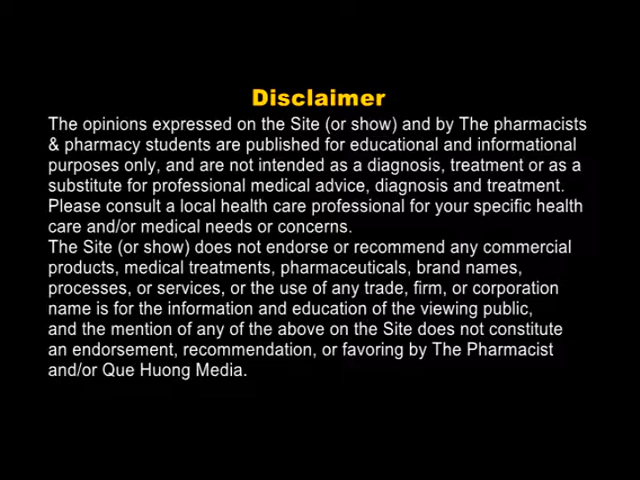 Disclaimer
The opinions expressed on the Site (or show) and by The pharmacists
& pharmacy students are published for educational and informational
purposes only, and are not intended as a diagnosis, treatment or as a
substitute for professional medical advice, diagnosis and treatment.
Please consult a local health care professional for your specific health
care and/or medical needs or concerns.
The Site (or show) does not endorse or recommend any commercial
products, medical treatments, pharmaceuticals, brand names,
processes, or services, or the use of any trade, firm, or corporation
name is for the information and education of the viewing public,
and the mention of any of the above on the Site does not constitute
an endorsement, recommendation, or favoring by The Pharmacist
and/or Que Huong Media.